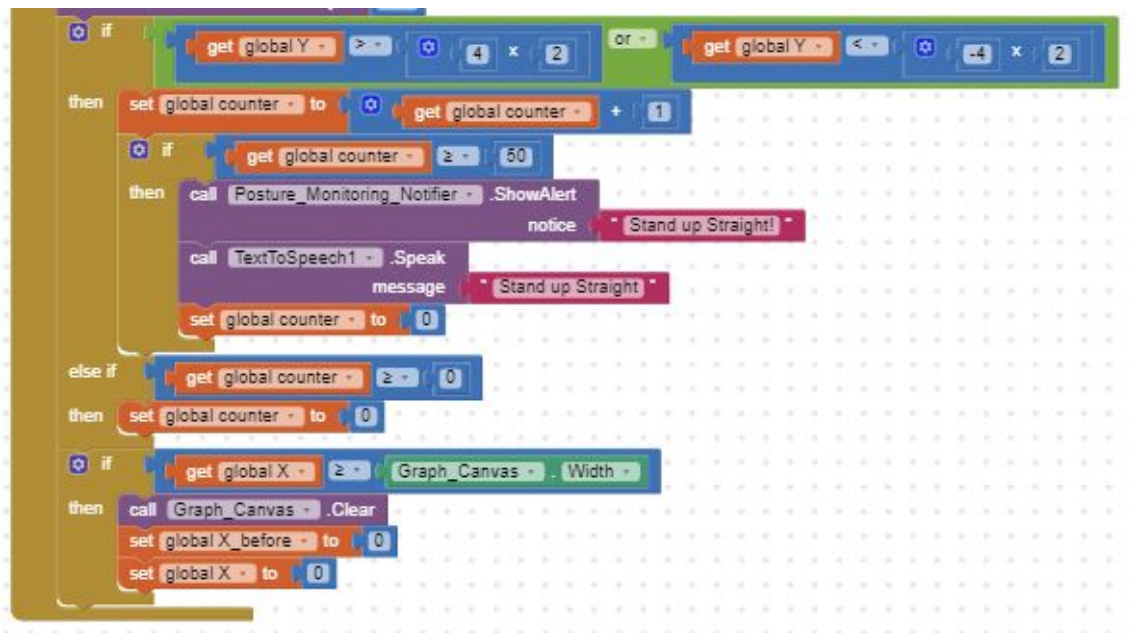 if get global Y > 4 x 2 or get global Y < -4 x 2
then set global counter to get global counter + 1
if get global counter ≥ 50
then call Posture_Monitoring_Notifier .ShowAlert
notice " Stand up Straight! "
call TextToSpeech1 .Speak
message " Stand up Straight "
set global counter to 0
else if get global counter ≥ 0
then set global counter to 0
if get global X ≥ Graph_Canvas . Width
then call Graph_Canvas .Clear
set global X_before to 0
set global X to 0